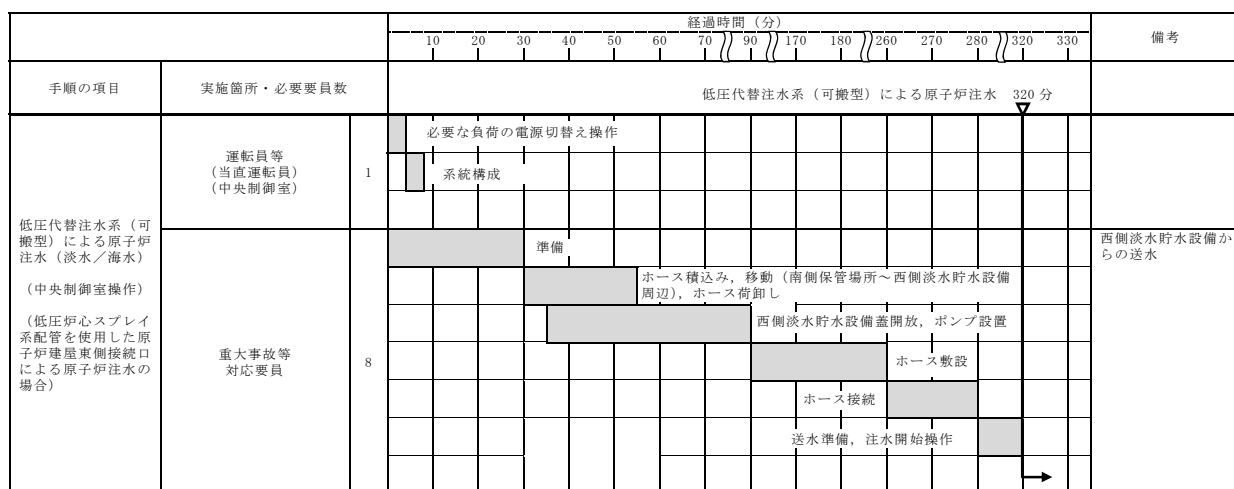 経過時間（分）
備考
10 20 30 40 50 60 70 90 170 180 260 270 280 320 330
手順の項目
実施箇所・必要要員数
低圧代替注水系（可搬型）による原子炉注水 320 分
低圧代替注水系（可
搬型）による原子炉
注水（淡水／海水）
（中央制御室操作）
（低圧炉心スプレイ
系配管を使用した原
子炉建屋東側接続口
による原子炉注水の
場合）
運転員等
（当直運転員）
（中央制御室）
1
必要な負荷の電源切替え操作
系統構成
重大事故等
対応要員
8
準備
ホース積込み，移動（南側保管場所～西側淡水貯水設備
周辺），ホース荷卸し
西側淡水貯水設備蓋開放，ポンプ設置
ホース敷設
ホース接続
送水準備，注水開始操作
西側淡水貯水設備か
らの送水